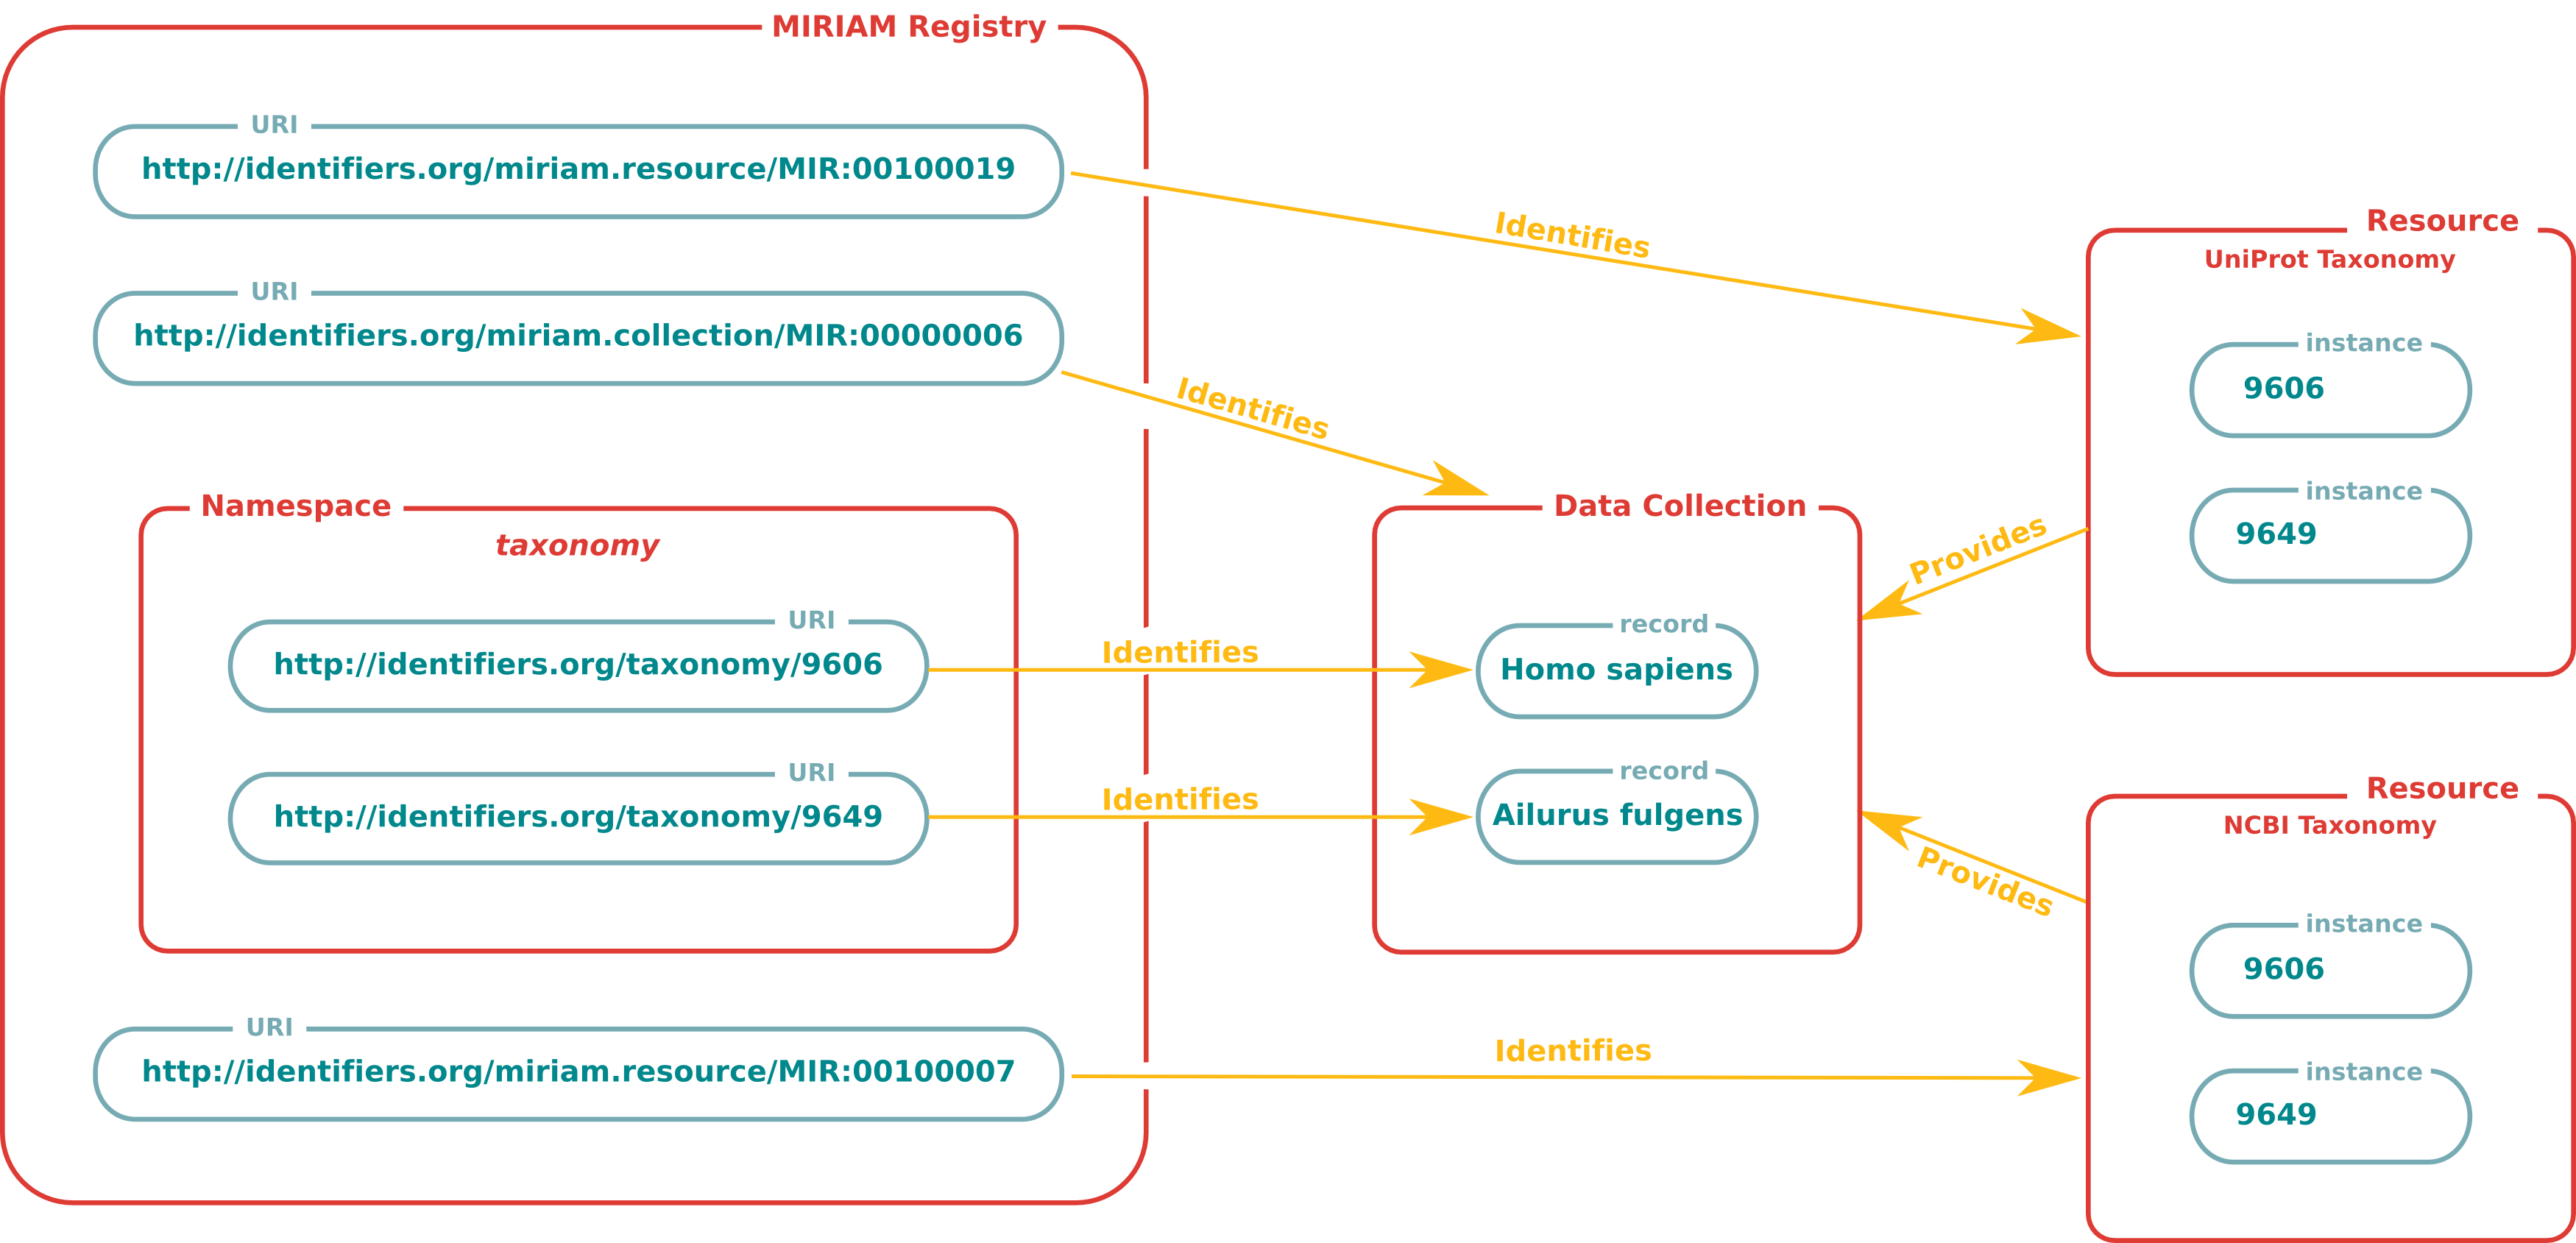 MIRIAM Registry
URI
http://identifiers.org/miriam.resource/MIR:00100019
URI
http://identifiers.org/miriam.collection/MIR:00000006
Namespace
taxonomy
URI
http://identifiers.org/taxonomy/9606
URI
http://identifiers.org/taxonomy/9649
URI
http://identifiers.org/miriam.resource/MIR:00100007
Identifies
Identifies
Identifies
Identifies
Identifies
Data Collection
record
Homo sapiens
record
Ailurus fulgens
Provides
Provides
Resource
UniProt Taxonomy
instance
9606
instance
9649
Resource
NCBI Taxonomy
instance
9606
instance
9649